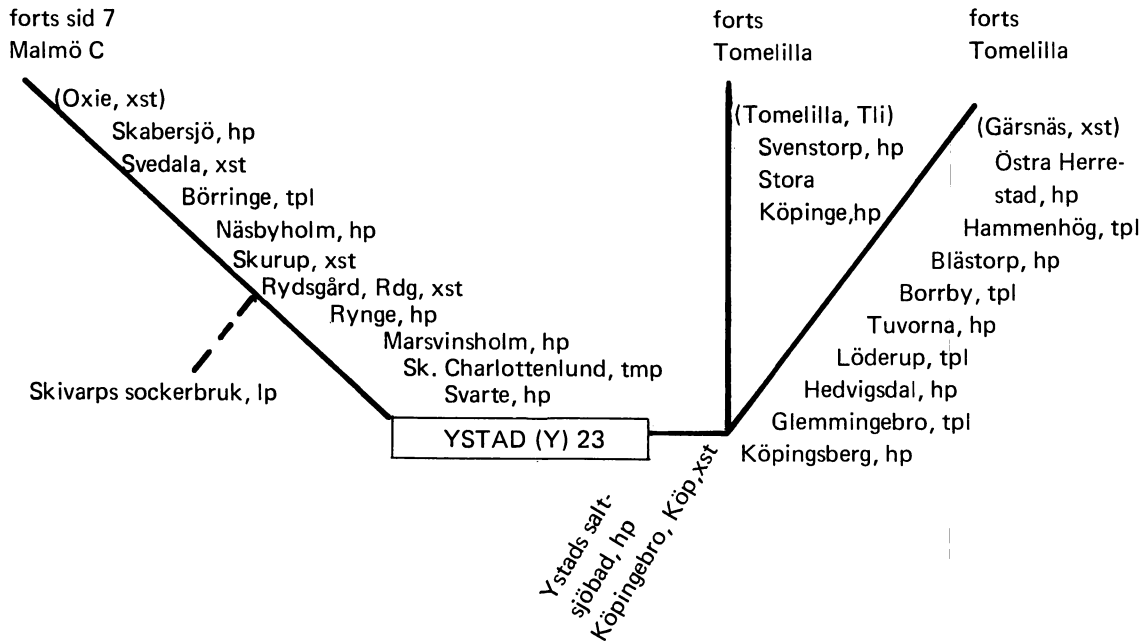 forts sid 7
Malmö C
(Oxie, xst)
Skabersjö, hp
Svedala, xst
Börringe, tpl
Näsbyholm, hp
Skurup, xst
Rydsgård, Rdg, xst
Rynge, hp
Marsvinsholm, hp
Sk. Charlottenlund, tmp
Svarte, hp
Skivarps sockerbruk, lp
YSTAD (Y) 23
Ystads salt-
sjöbad, hp
Köpingebro, Köp,xst
forts
Tomelilla
(Tomelilla, Tli)
Svenstorp, hp
Stora
Köpinge,hp
forts
Tomelilla
(Gärsnäs, xst)
Östra Herre-
stad, hp
Hammenhög, tpl
Blästorp, hp
Borrby, tpl
Tuvorna, hp
Löderup, tpl
Hedvigsdal, hp
Glemmingebro, tpl
Köpingsberg, hp